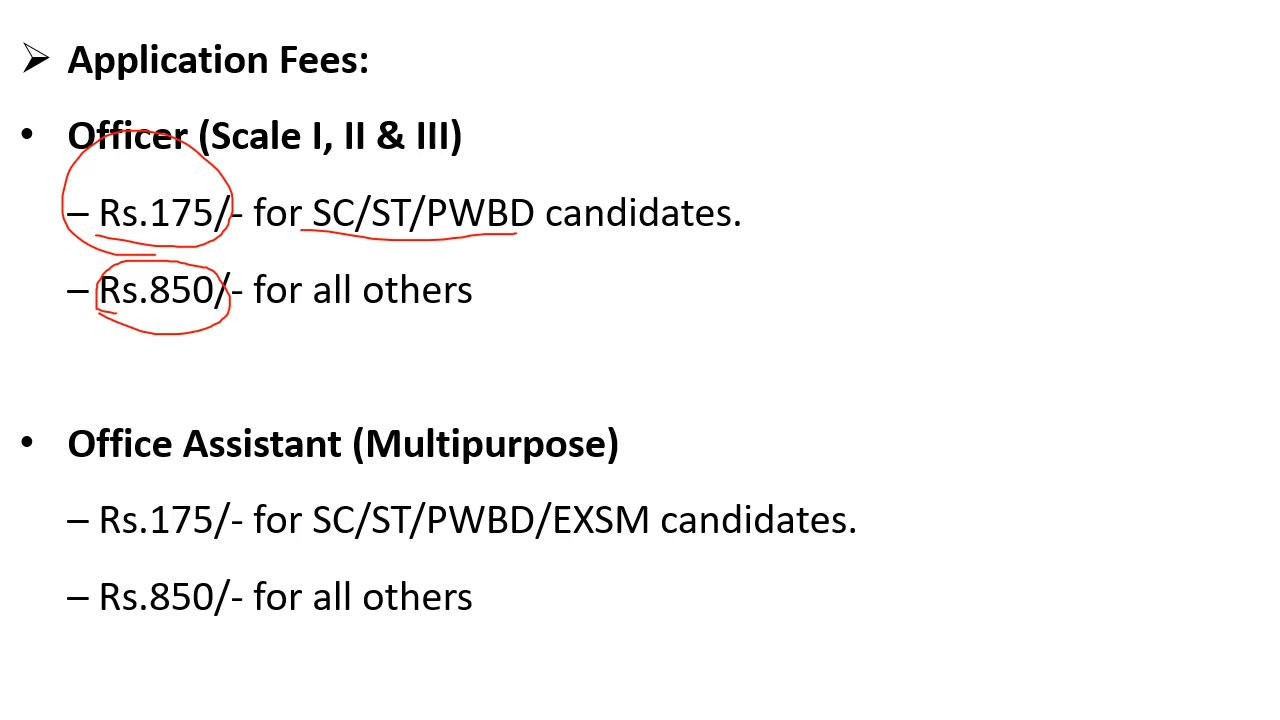 ➢ Application Fees:
• Officer (Scale I, II & III)
– Rs.175/- for SC/ST/PWBD candidates.
– Rs.850/- for all others
• Office Assistant (Multipurpose)
– Rs.175/- for SC/ST/PWBD/EXSM candidates.
– Rs.850/- for all others